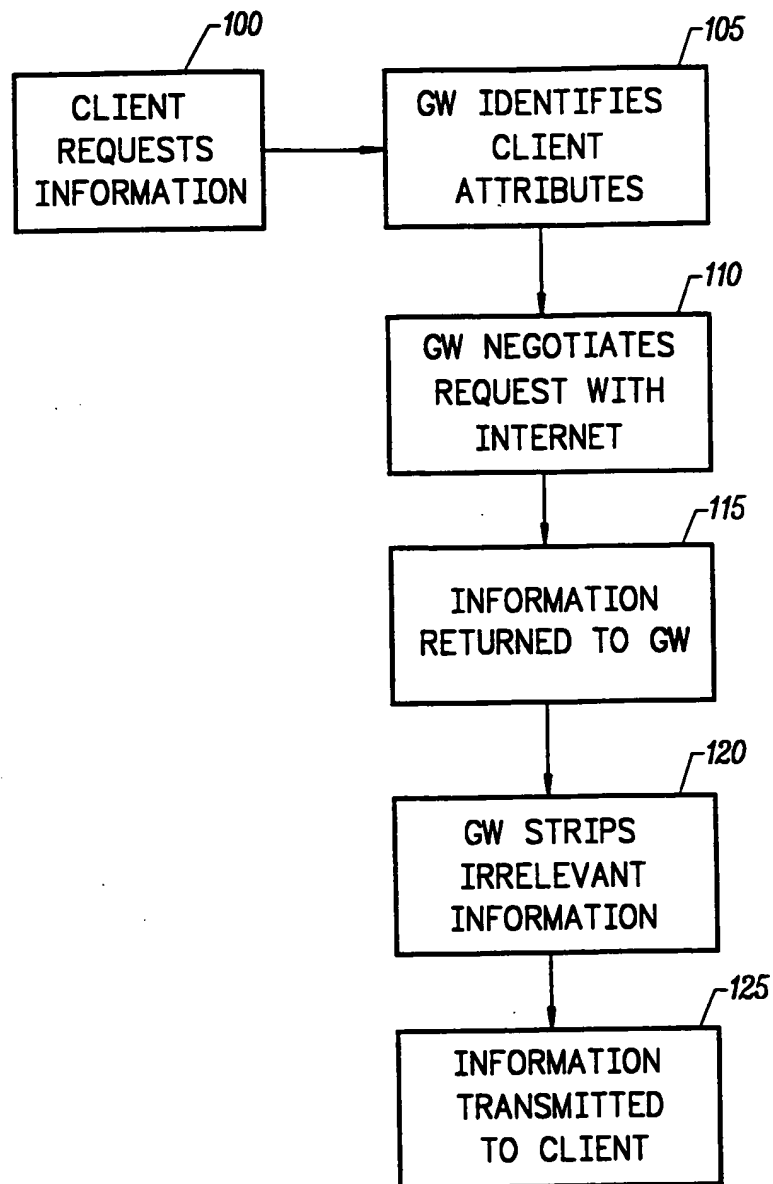 100
CLIENT
REQUESTS
INFORMATION
105
GW IDENTIFIES
CLIENT
ATTRIBUTES
110
GW NEGOTIATES
REQUEST WITH
INTERNET
115
INFORMATION
RETURNED TO GW
120
GW STRIPS
IRRELEVANT
INFORMATION
125
INFORMATION
TRANSMITTED
TO CLIENT